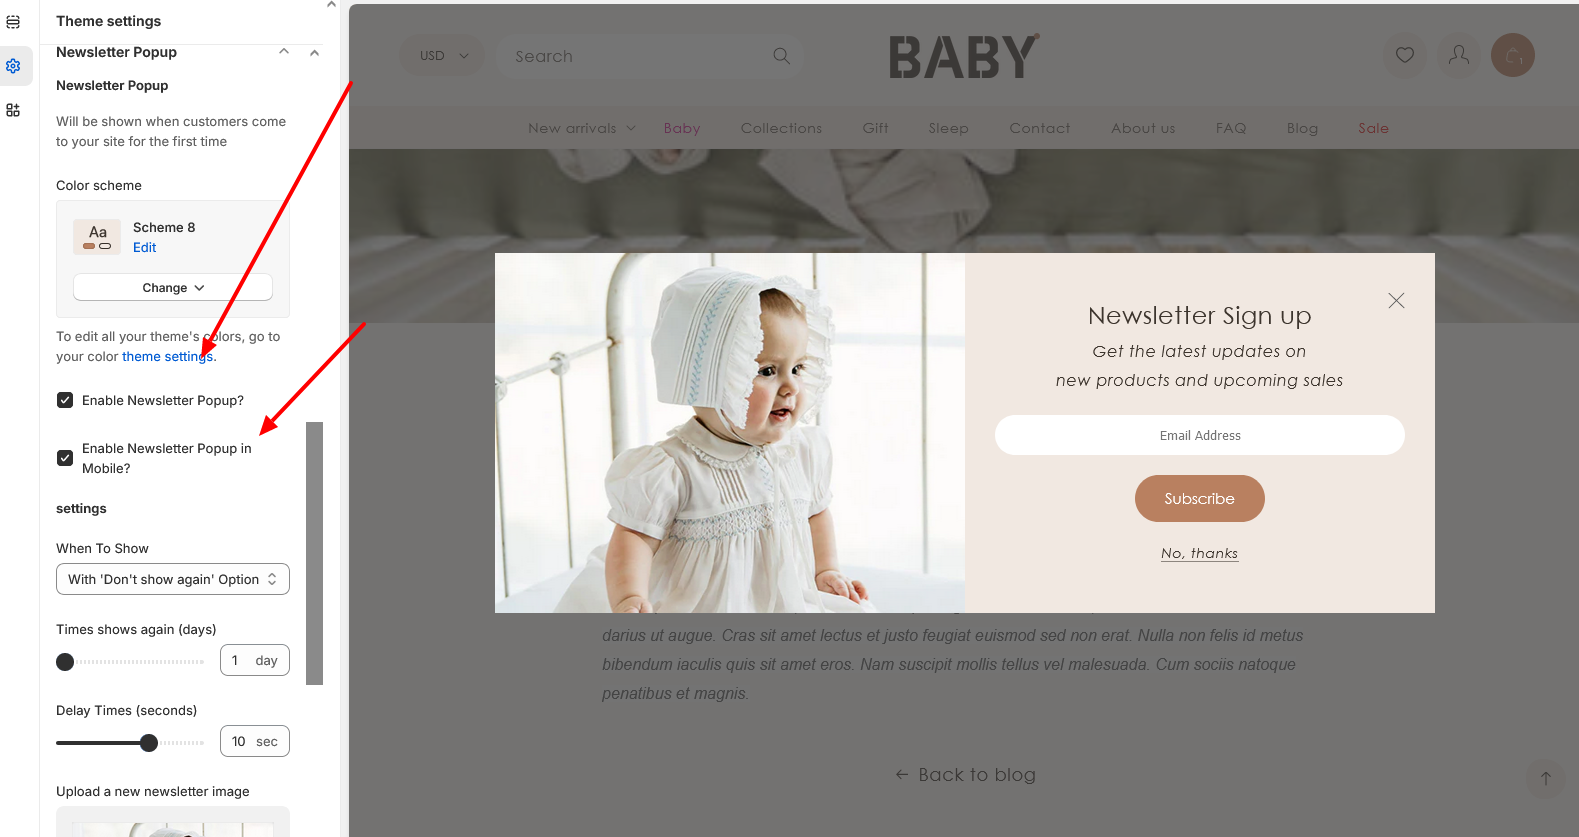 Theme settings
Newsletter Popup
Newsletter Popup
Will be shown when customers come
to your site for the first time
Color scheme
Aa
Scheme 8
Edit
Change
To edit all your theme's colors, go to
your color theme settings.
Enable Newsletter Popup?
Enable Newsletter Popup in
Mobile?
settings
When To Show
With 'Don't show again' Option
Times shows again (days)
1 day
Delay Times (seconds)
10 sec
Upload a new newsletter image
USD
Search
BABY
1
New arrivals Baby Collections Gift Sleep Contact About us FAQ Blog Sale
Newsletter Sign up
Get the latest updates on
new products and upcoming sales
Email Address
Subscribe
No, thanks
darius ut augue. Cras sit amet lectus et justo feugiat euismod sed non erat. Nulla non felis id metus
bibendum iaculis quis sit amet eros. Nam suscipit mollis tellus vel malesuada. Cum sociis natoque
penatibus et magnis.
Back to blog